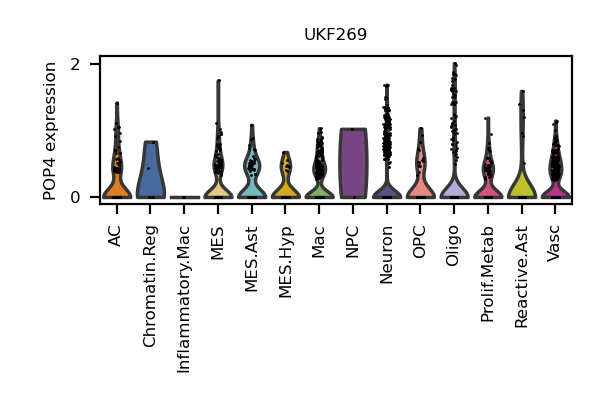 UKF269
POP4 expression
2
0
AC
Chromatin.Reg
Inflammatory.Mac
MES
MES.Ast
MES.Hyp
Mac
NPC
Neuron
OPC
Oligo
Prolif.Metab
Reactive.Ast
Vasc